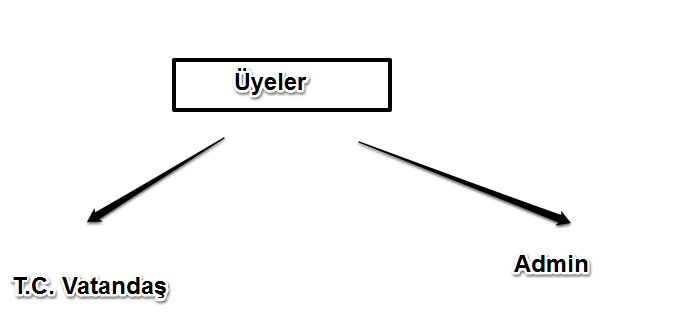 Üyeler
T.C. Vatandaş
Admin